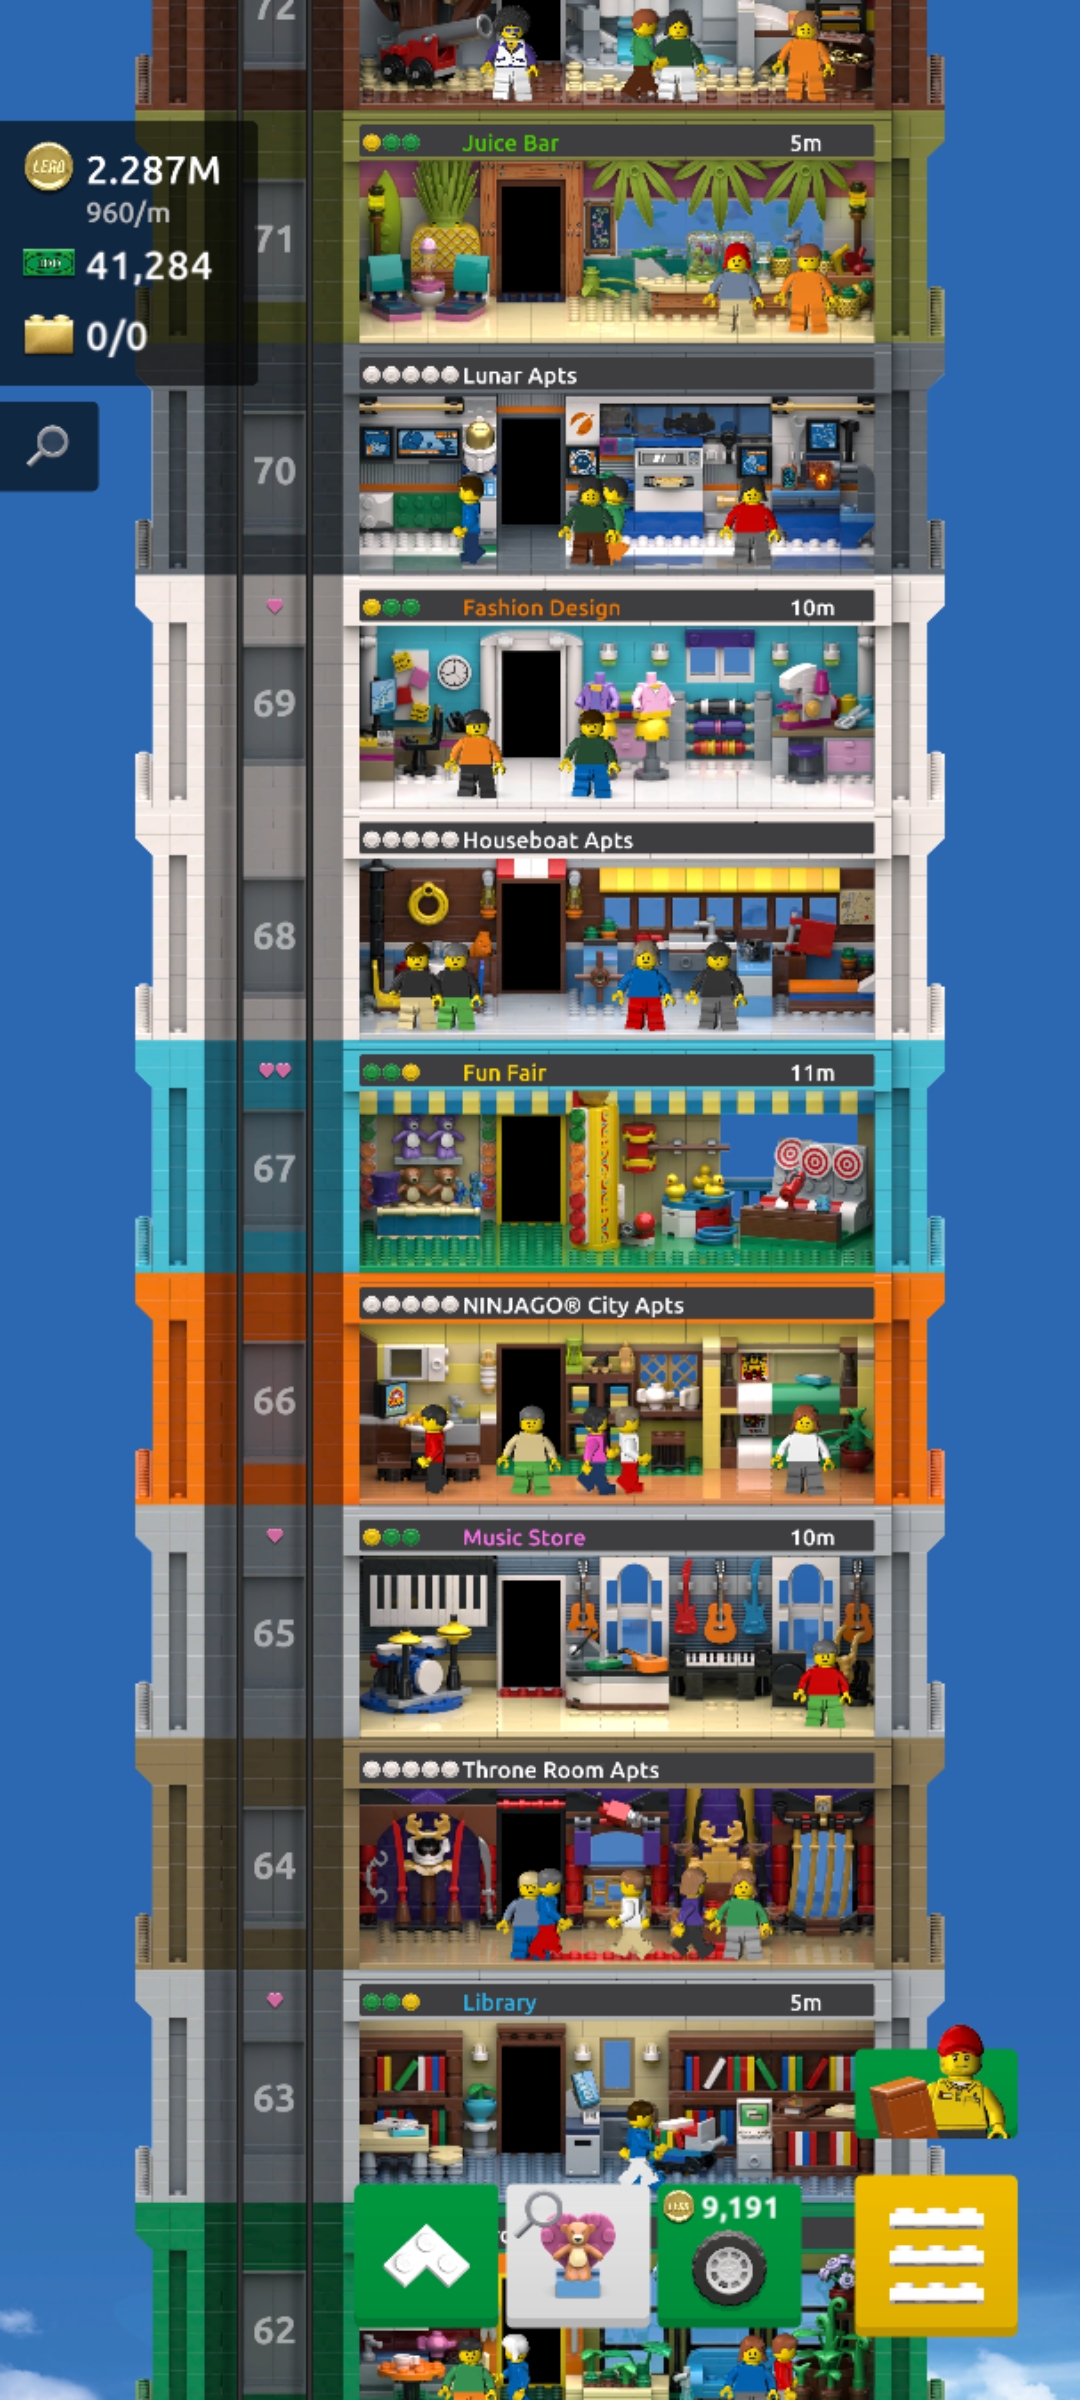 72
Juice Bar 5m
LEGO 2.287M
960/m
71
41,284
0/0
Lunar Apts
70
Fashion Design 10m
69
Houseboat Apts
68
Fun Fair 11m
67
NINJAGO® City Apts
66
Music Store 10m
65
Throne Room Apts
64
Library 5m
63
9,191
62